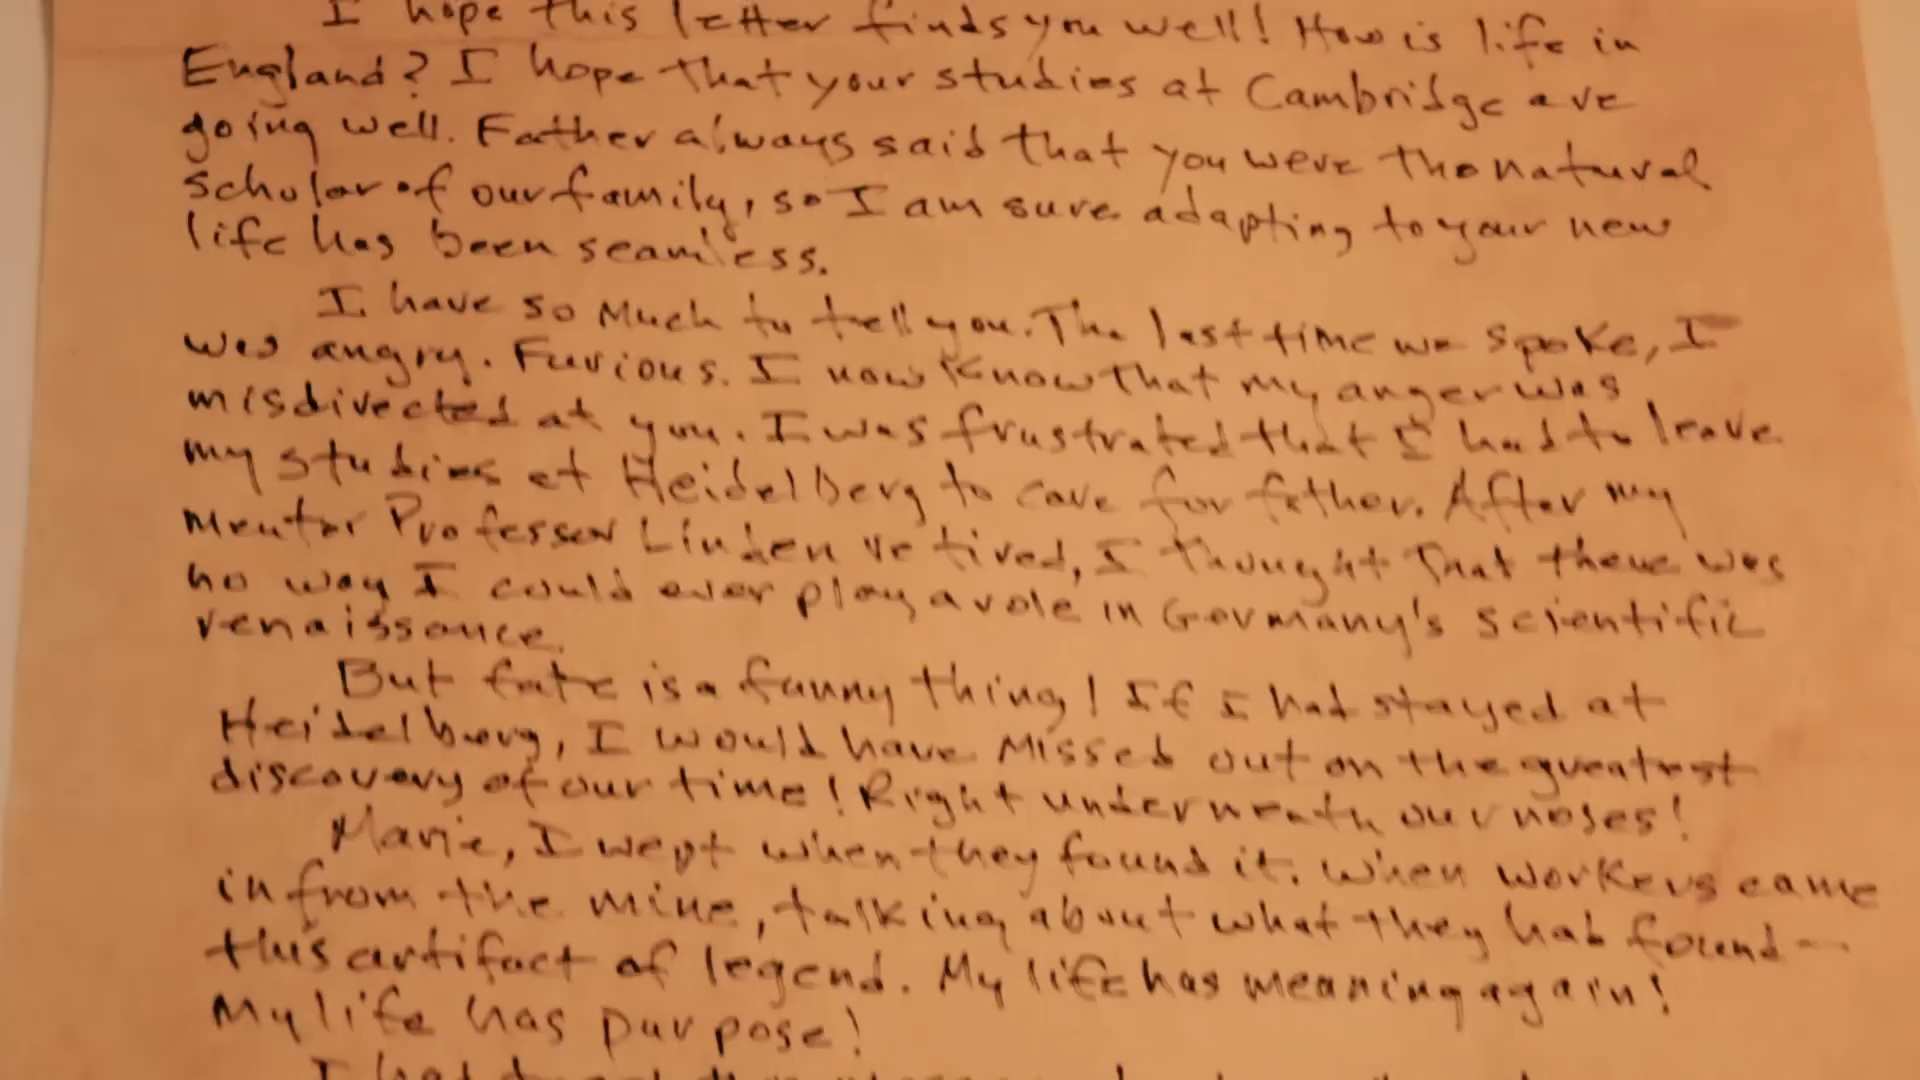 I hope this letter finds you well! How is life in
England? I hope that your studies at Cambridge are
going well. Father always said that you were the natural
scholar of our family, so I am sure adapting to your new
life has been seamless.
I have so much to tell you. The last time we spoke, I
was angry. Furious. I now know that my anger was
misdirected at you. I was frustrated that I had to leave
my studies at Heidelberg to care for father. After my
mentor Professor Linden retired, I thought that there was
no way I could ever play a role in Germany's scientific
renaissance.
But fate is a funny thing! If I had stayed at
Heidelberg, I would have missed out on the greatest
discovery of our time! Right underneath our noses!
Marie, I wept when they found it. When workers came
in from the mine, talking about what they had found—
this artifact of legend. My life has meaning again!
My life has purpose!
I had